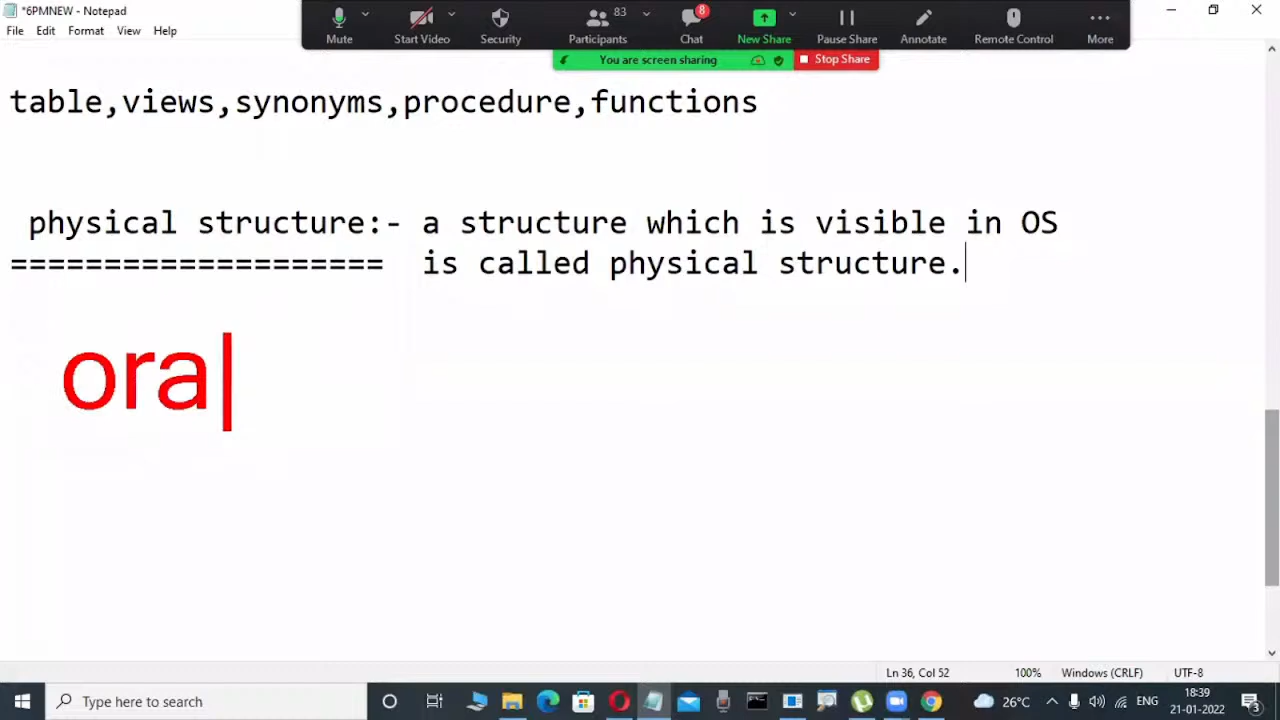 *6PMNEW - Notepad
File Edit Format View Help
Mute Start Video Security Participants 83 Chat 8 New Share Pause Share Annotate Remote Control More
You are screen sharing Stop Share
table,views,synonyms,procedure,functions
physical structure:- a structure which is visible in OS
==================== is called physical structure.
ora
Ln 36, Col 52 100% Windows (CRLF) UTF-8
Type here to search 26°C ENG 18:39
21-01-2022 3